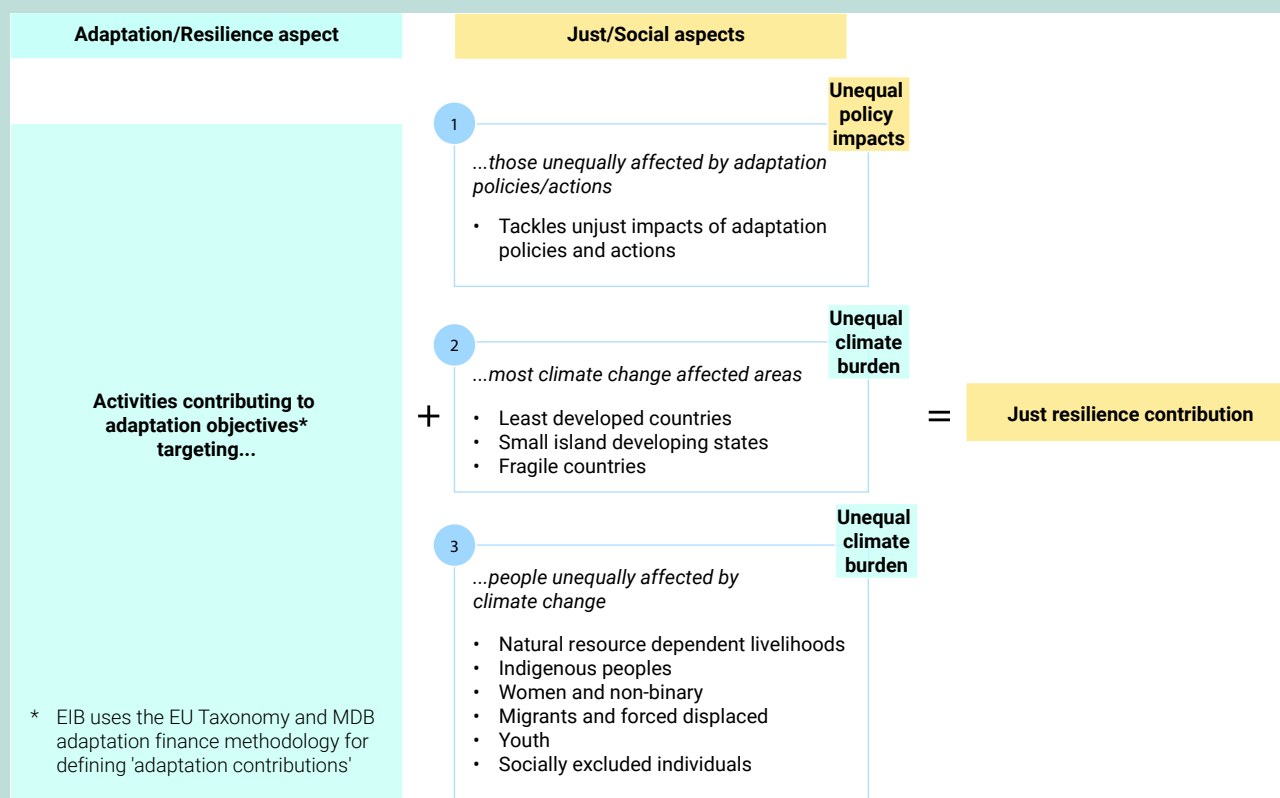 Adaptation/Resilience aspect
Just/Social aspects
Activities contributing to
adaptation objectives*
targeting...
* EIB uses the EU Taxonomy and MDB
adaptation finance methodology for
defining 'adaptation contributions'
+
1
Unequal
policy
impacts
...those unequally affected by adaptation
policies/actions
• Tackles unjust impacts of adaptation
policies and actions
2
Unequal
climate
burden
...most climate change affected areas
• Least developed countries
• Small island developing states
• Fragile countries
3
Unequal
climate
burden
...people unequally affected by
climate change
• Natural resource dependent livelihoods
• Indigenous peoples
• Women and non-binary
• Migrants and forced displaced
• Youth
• Socially excluded individuals
=
Just resilience contribution